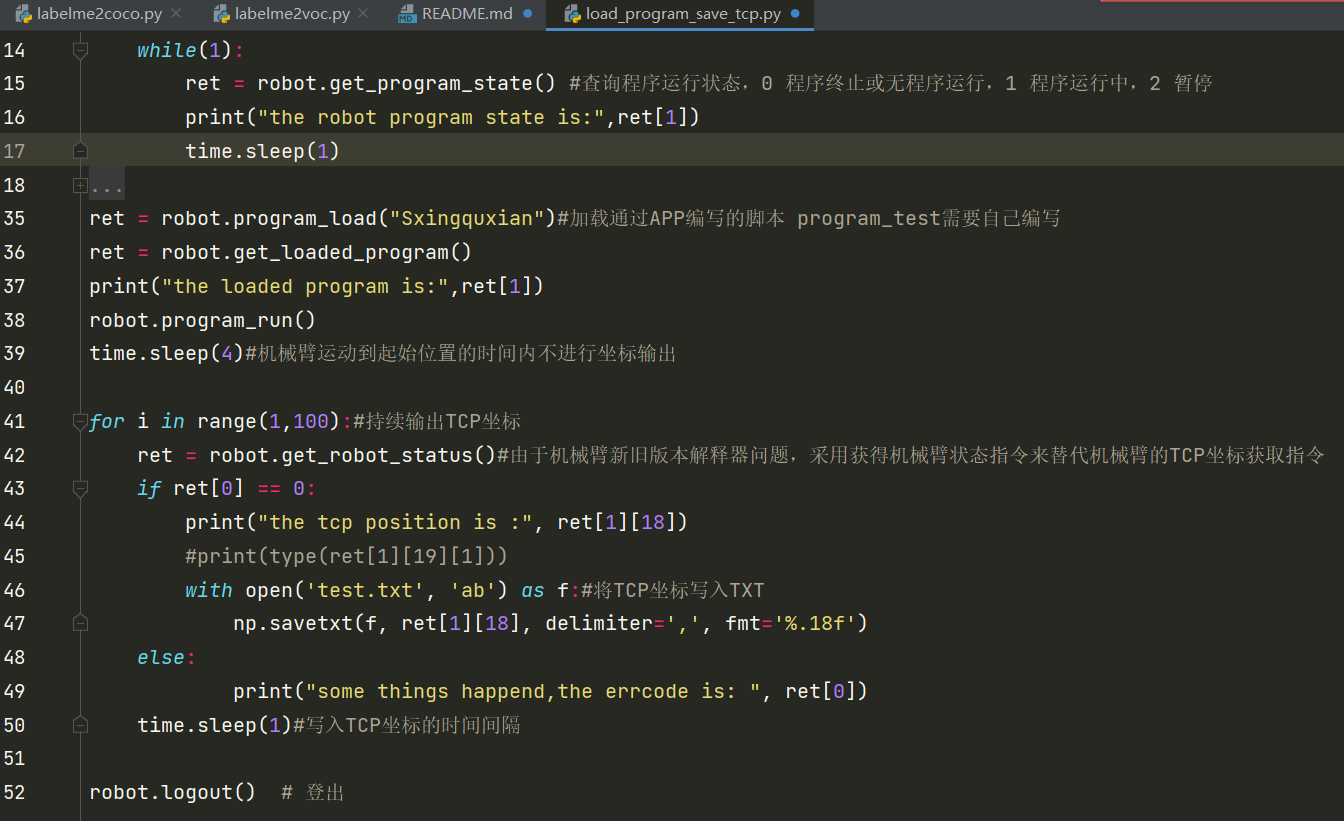 labelme2coco.py labelme2voc.py README.md load_program_save_tcp.py
14 while(1):
15 ret = robot.get_program_state() #查询程序运行状态，0 程序终止或无程序运行，1 程序运行中，2 暂停
16 print("the robot program state is:",ret[1])
17 time.sleep(1)
18 ...
35 ret = robot.program_load("Sxingquxian")#加载通过APP编写的脚本 program_test需要自己编写
36 ret = robot.get_loaded_program()
37 print("the loaded program is:",ret[1])
38 robot.program_run()
39 time.sleep(4)#机械臂运动到起始位置的时间内不进行坐标输出
40
41 for i in range(1,100):#持续输出TCP坐标
42 ret = robot.get_robot_status()#由于机械臂新旧版本解释器问题，采用获得机械臂状态指令来替代机械臂的TCP坐标获取指令
43 if ret[0] == 0:
44 print("the tcp position is :", ret[1][18])
45 #print(type(ret[1][19][1]))
46 with open('test.txt', 'ab') as f:#将TCP坐标写入TXT
47 np.savetxt(f, ret[1][18], delimiter=',', fmt='%.18f')
48 else:
49 print("some things happend,the errcode is: ", ret[0])
50 time.sleep(1)#写入TCP坐标的时间间隔
51
52 robot.logout() # 登出